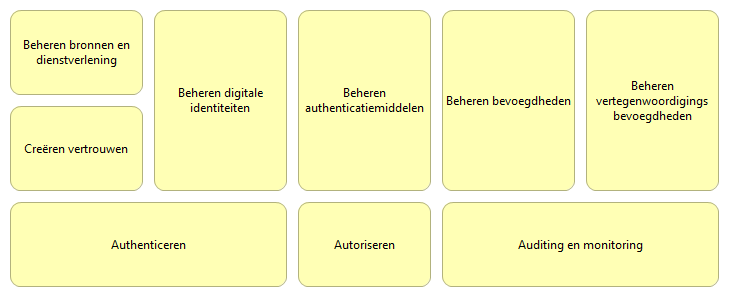 Beheren bronnen en
dienstverlening
Creëren vertrouwen
Beheren digitale
identiteiten
Beheren
authenticatiemiddelen
Beheren bevoegdheden
Beheren
vertegenwoordigings
bevoegdheden
Authenticeren
Autoriseren
Auditing en monitoring